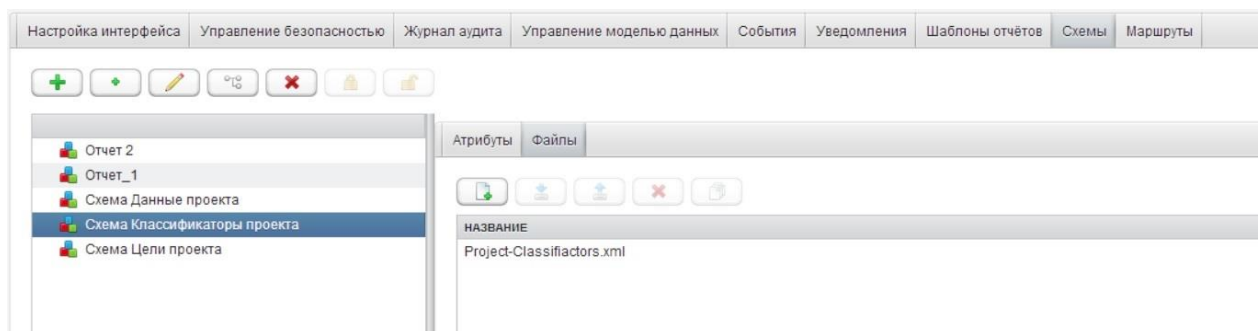 Настройка интерфейса Управление безопасностью Журнал аудита Управление моделью данных События Уведомления Шаблоны отчётов Схемы Маршруты
Отчет 2
Отчет_1
Схема Данные проекта
Схема Классификаторы проекта
Схема Цели проекта
Атрибуты Файлы
НАЗВАНИЕ
Project-Classifiactors.xml